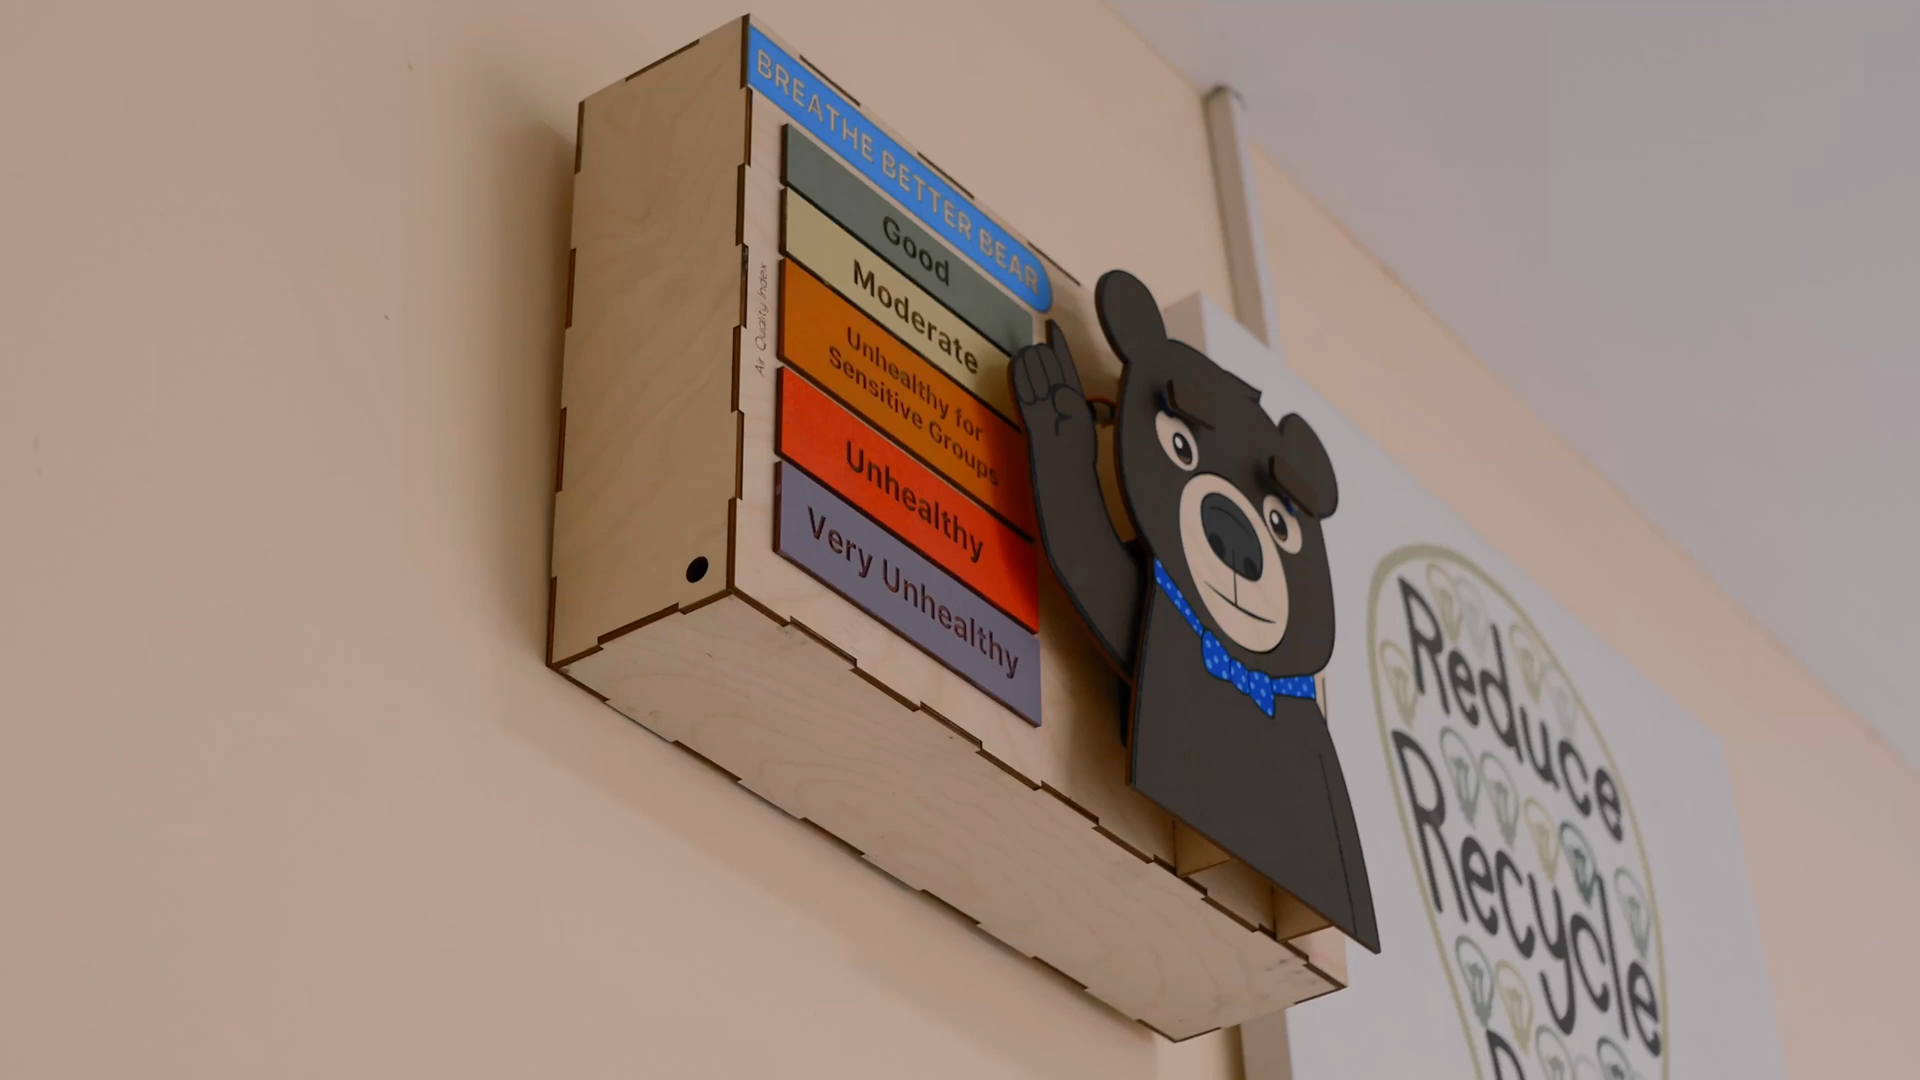 BREATHE BETTER BEAR
Air Quality Index
Good
Moderate
Unhealthy for
Sensitive Groups
Unhealthy
Very Unhealthy
Reduce
Recycle